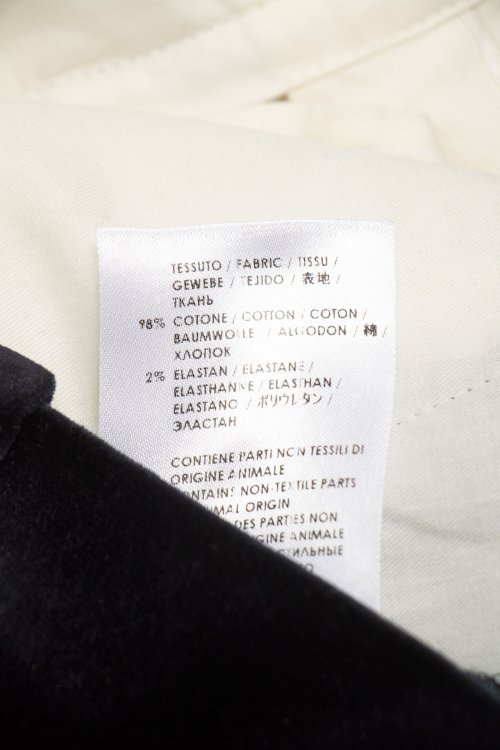 TESSUTO / FABRIC / TISSU /
GEWEBE / TEJIDO / 表地 /
ТКАНЬ
98% COTONE / COTTON / COTON /
BAUMWOLLE / ALGODON / 綿 /
ХЛОПОК
2% ELASTAN / ELASTANE /
ELASTHANNE / ELASTHAN /
ELASTANO / ポリウレタン /
ЭЛАСТАН
CONTIENE PARTI NON TESSILI DI
ORIGINE ANIMALE
CONTAINS NON-TEXTILE PARTS
ANIMAL ORIGIN
DES PARTIES NON
ORIGINE ANIMALE